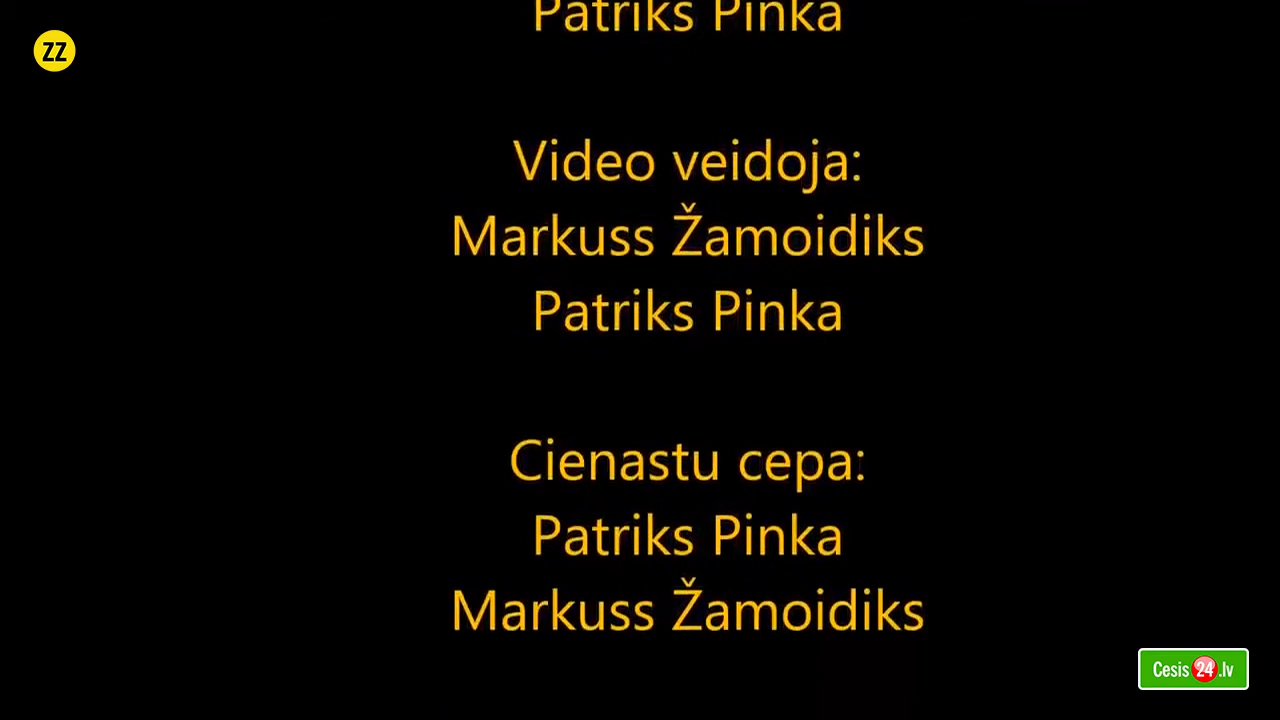 Patriks Pinka
ZZ
Video veidoja:
Markuss Žamoidiks
Patriks Pinka
Cienastu cepa:
Patriks Pinka
Markuss Žamoidiks
Cesis24.lv